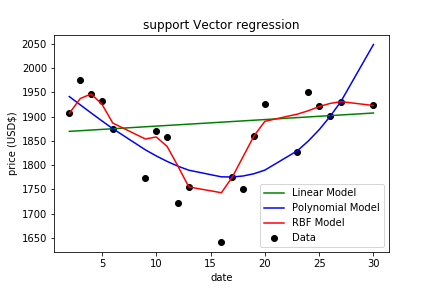 support Vector regression
price (USD$)
2050
2000
1950
1900
1850
1800
1750
1700
1650
Linear Model
Polynomial Model
RBF Model
Data
5
10
15
20
25
30
date